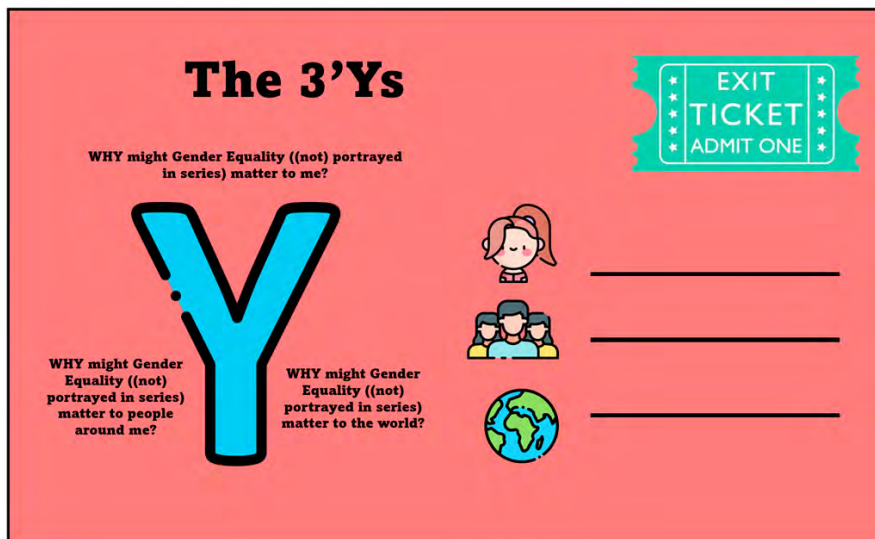 The 3'Ys
EXIT
TICKET
ADMIT ONE
WHY might Gender Equality ((not) portrayed
in series) matter to me?
Y
WHY might Gender
Equality ((not)
portrayed in series)
matter to people
around me?
WHY might Gender
Equality ((not)
portrayed in series)
matter to the world?